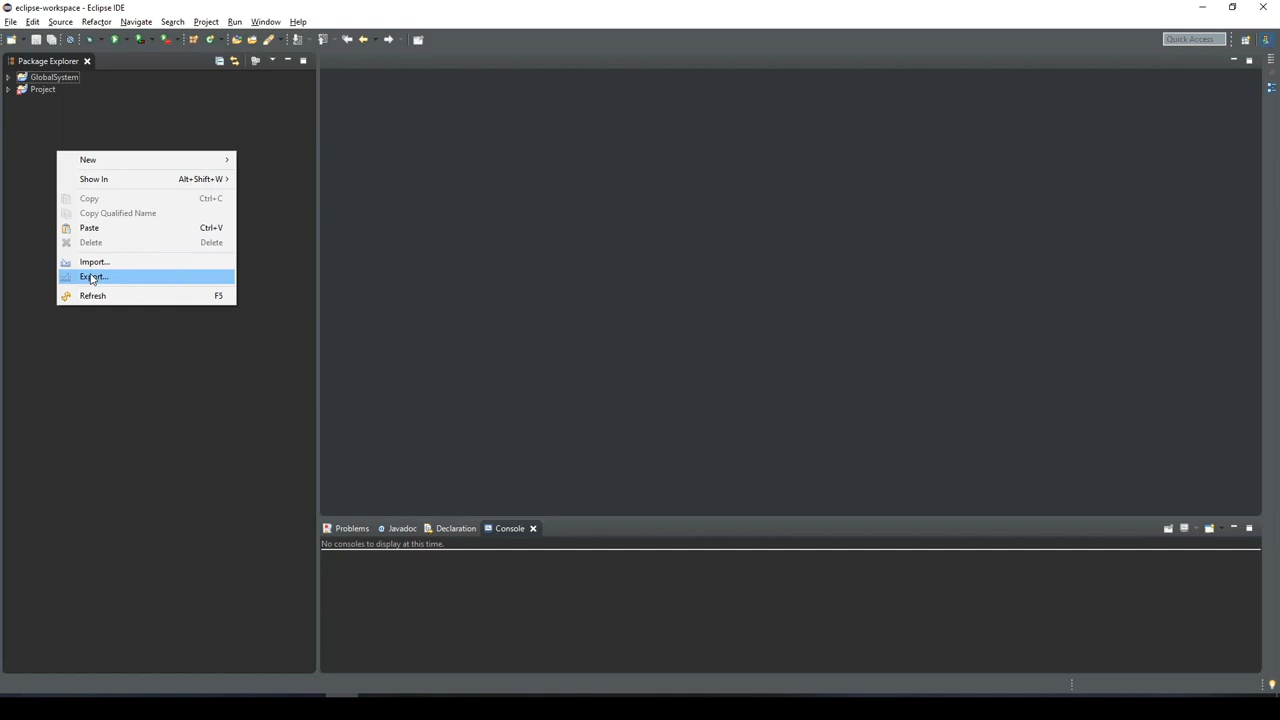 eclipse-workspace - Eclipse IDE
File Edit Source Refactor Navigate Search Project Run Window Help
Quick Access
Package Explorer
GlobalSystem
Project
New
Show In Alt+Shift+W
Copy Ctrl+C
Copy Qualified Name
Paste Ctrl+V
Delete Delete
Import...
Export...
Refresh F5
Problems Javadoc Declaration Console
No consoles to display at this time.